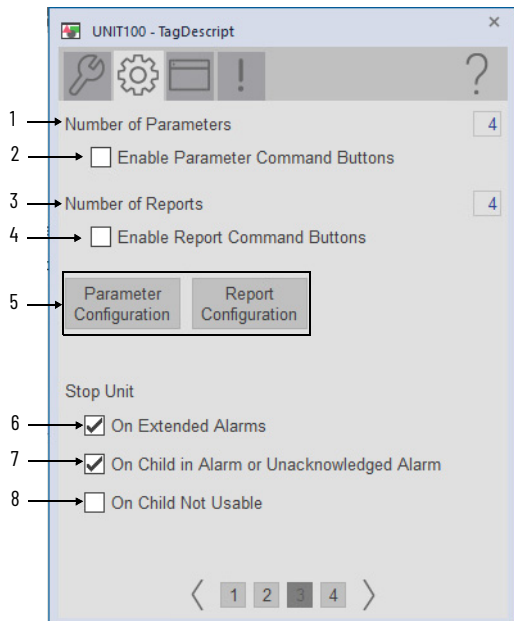 UNIT100 - TagDescript
×
!
?
1 Number of Parameters 4
2 Enable Parameter Command Buttons
3 Number of Reports 4
4 Enable Report Command Buttons
5
Parameter Report
Configuration Configuration
Stop Unit
6 On Extended Alarms
7 On Child in Alarm or Unacknowledged Alarm
8 On Child Not Usable
1 2 3 4